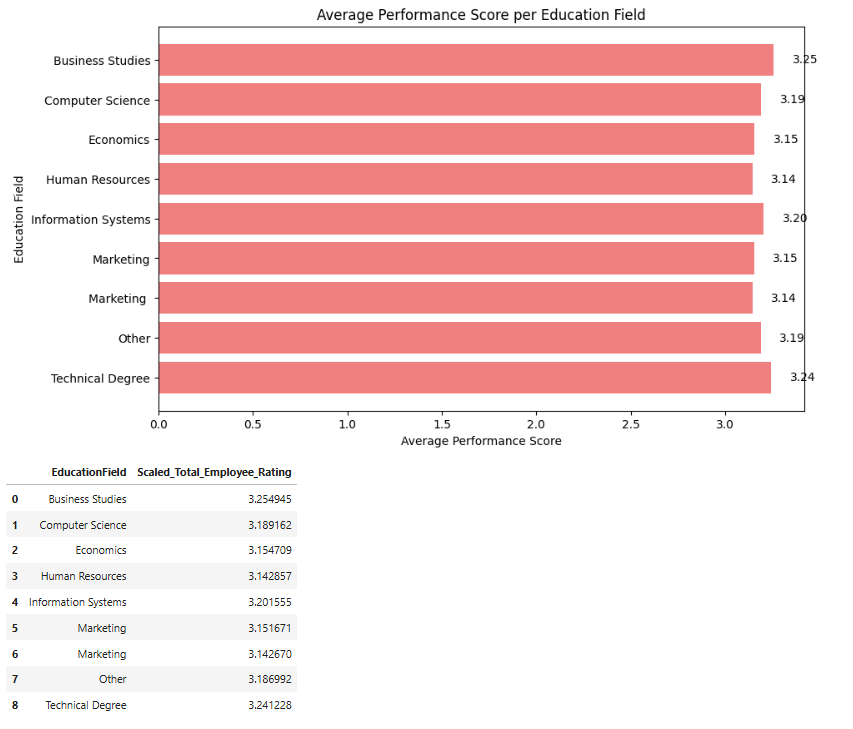 Average Performance Score per Education Field
Education Field
Business Studies 3.25
Computer Science 3.19
Economics 3.15
Human Resources 3.14
Information Systems 3.20
Marketing 3.15
Marketing 3.14
Other 3.19
Technical Degree 3.24
0.0 0.5 1.0 1.5 2.0 2.5 3.0
Average Performance Score
EducationField Scaled_Total_Employee_Rating
0 Business Studies 3.254945
1 Computer Science 3.189162
2 Economics 3.154709
3 Human Resources 3.142857
4 Information Systems 3.201555
5 Marketing 3.151671
6 Marketing 3.142670
7 Other 3.186992
8 Technical Degree 3.241228